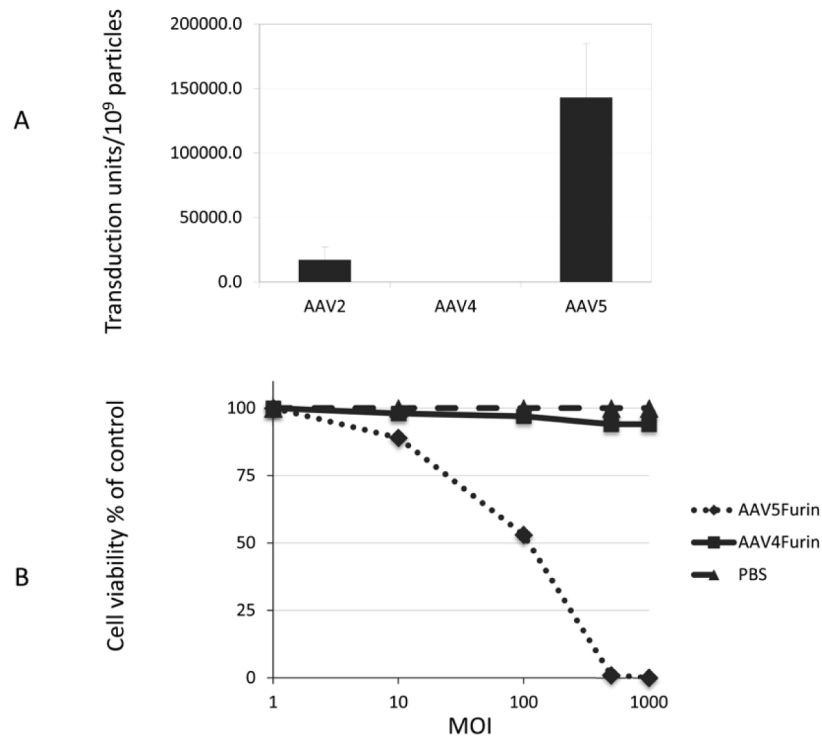 A
Transduction units/10⁹ particles
200000.0
150000.0
100000.0
50000.0
0.0
AAV2 AAV4 AAV5
B
Cell viability % of control
100
75
50
25
0
1 10 100 1000
MOI
AAV5Furin
AAV4Furin
PBS